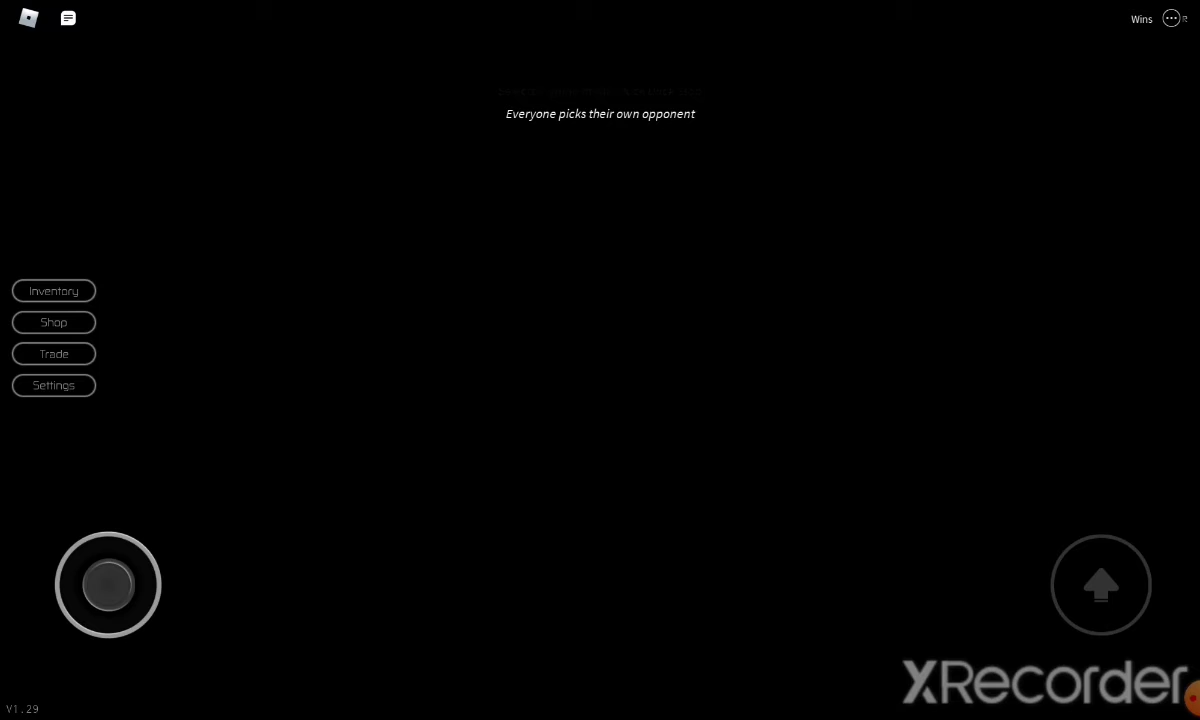 Wins
Everyone picks their own opponent
Inventory
Shop
Trade
Settings
XRecorder
V1.29